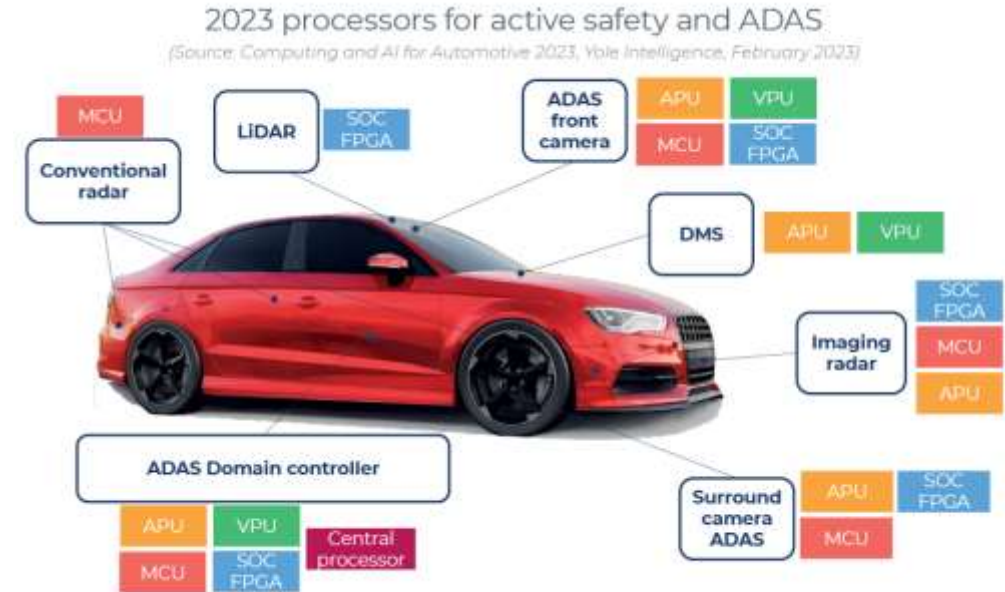 2023 processors for active safety and ADAS
(Source: Computing and AI for Automotive 2023, Yole Intelligence, February 2023)
MCU
Conventional
radar
LiDAR
SOC
FPGA
ADAS
front
camera
APU
VPU
MCU
SOC
FPGA
DMS
APU
VPU
Imaging
radar
SOC
FPGA
MCU
APU
ADAS Domain controller
APU
VPU
MCU
SOC
FPGA
Central
processor
Surround
camera
ADAS
APU
SOC
FPGA
MCU